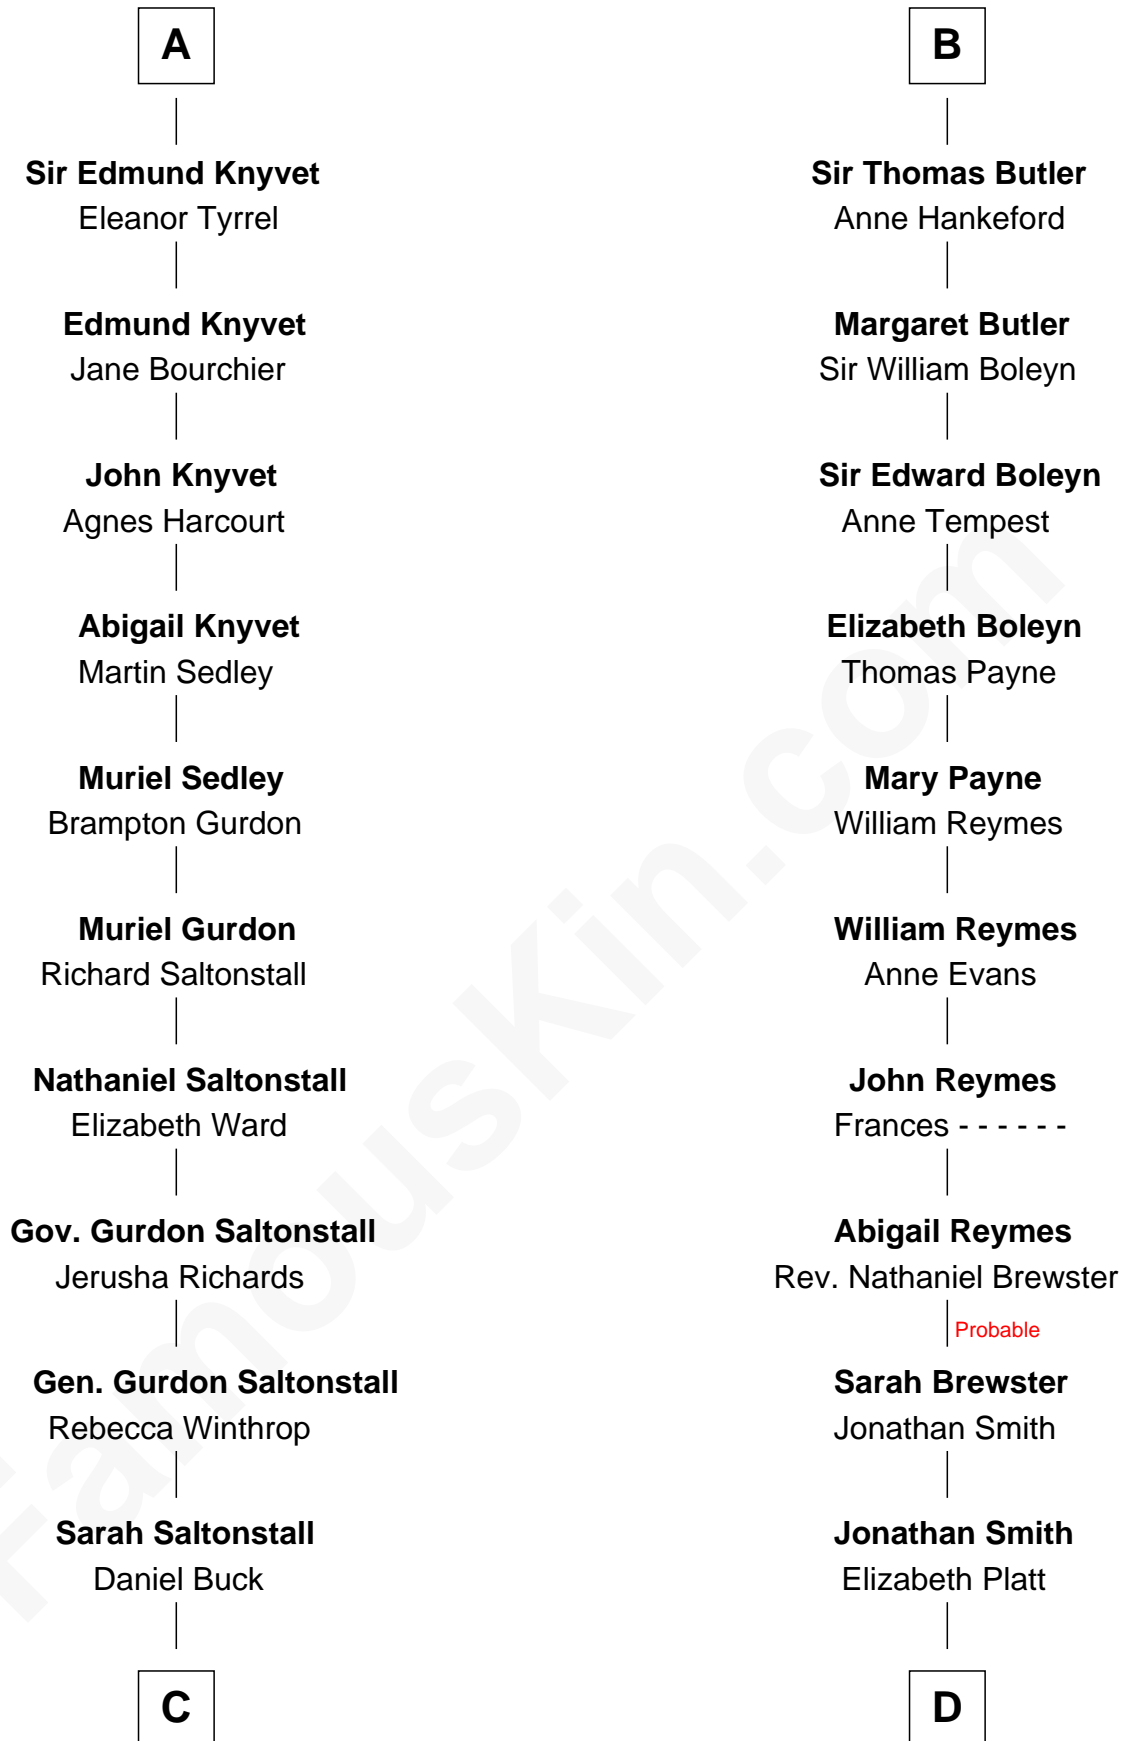 A
Sir Edmund Knyvet
Eleanor Tyrrel
Edmund Knyvet
Jane Bourchier
John Knyvet
Agnes Harcourt
Abigail Knyvet
Martin Sedley
Muriel Sedley
Brampton Gurdon
Muriel Gurdon
Richard Saltonstall
Nathaniel Saltonstall
Elizabeth Ward
Gov. Gurdon Saltonstall
Jerusha Richards
Gen. Gurdon Saltonstall
Rebecca Winthrop
Sarah Saltonstall
Daniel Buck
C
B
Sir Thomas Butler
Anne Hankeford
Margaret Butler
Sir William Boleyn
Sir Edward Boleyn
Anne Tempest
Elizabeth Boleyn
Thomas Payne
Mary Payne
William Reymes
William Reymes
Anne Evans
John Reymes
Frances - - - - - -
Abigail Reymes
Rev. Nathaniel Brewster
Probable
Sarah Brewster
Jonathan Smith
Jonathan Smith
Elizabeth Platt
D
FamousKin.com